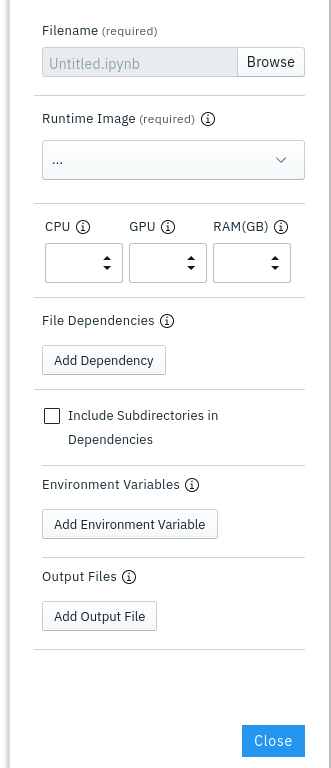 Filename (required)
Untitled.ipynb
Browse
Runtime Image (required)
...
CPU GPU RAM(GB)
File Dependencies
Add Dependency
Include Subdirectories in
Dependencies
Environment Variables
Add Environment Variable
Output Files
Add Output File
Close